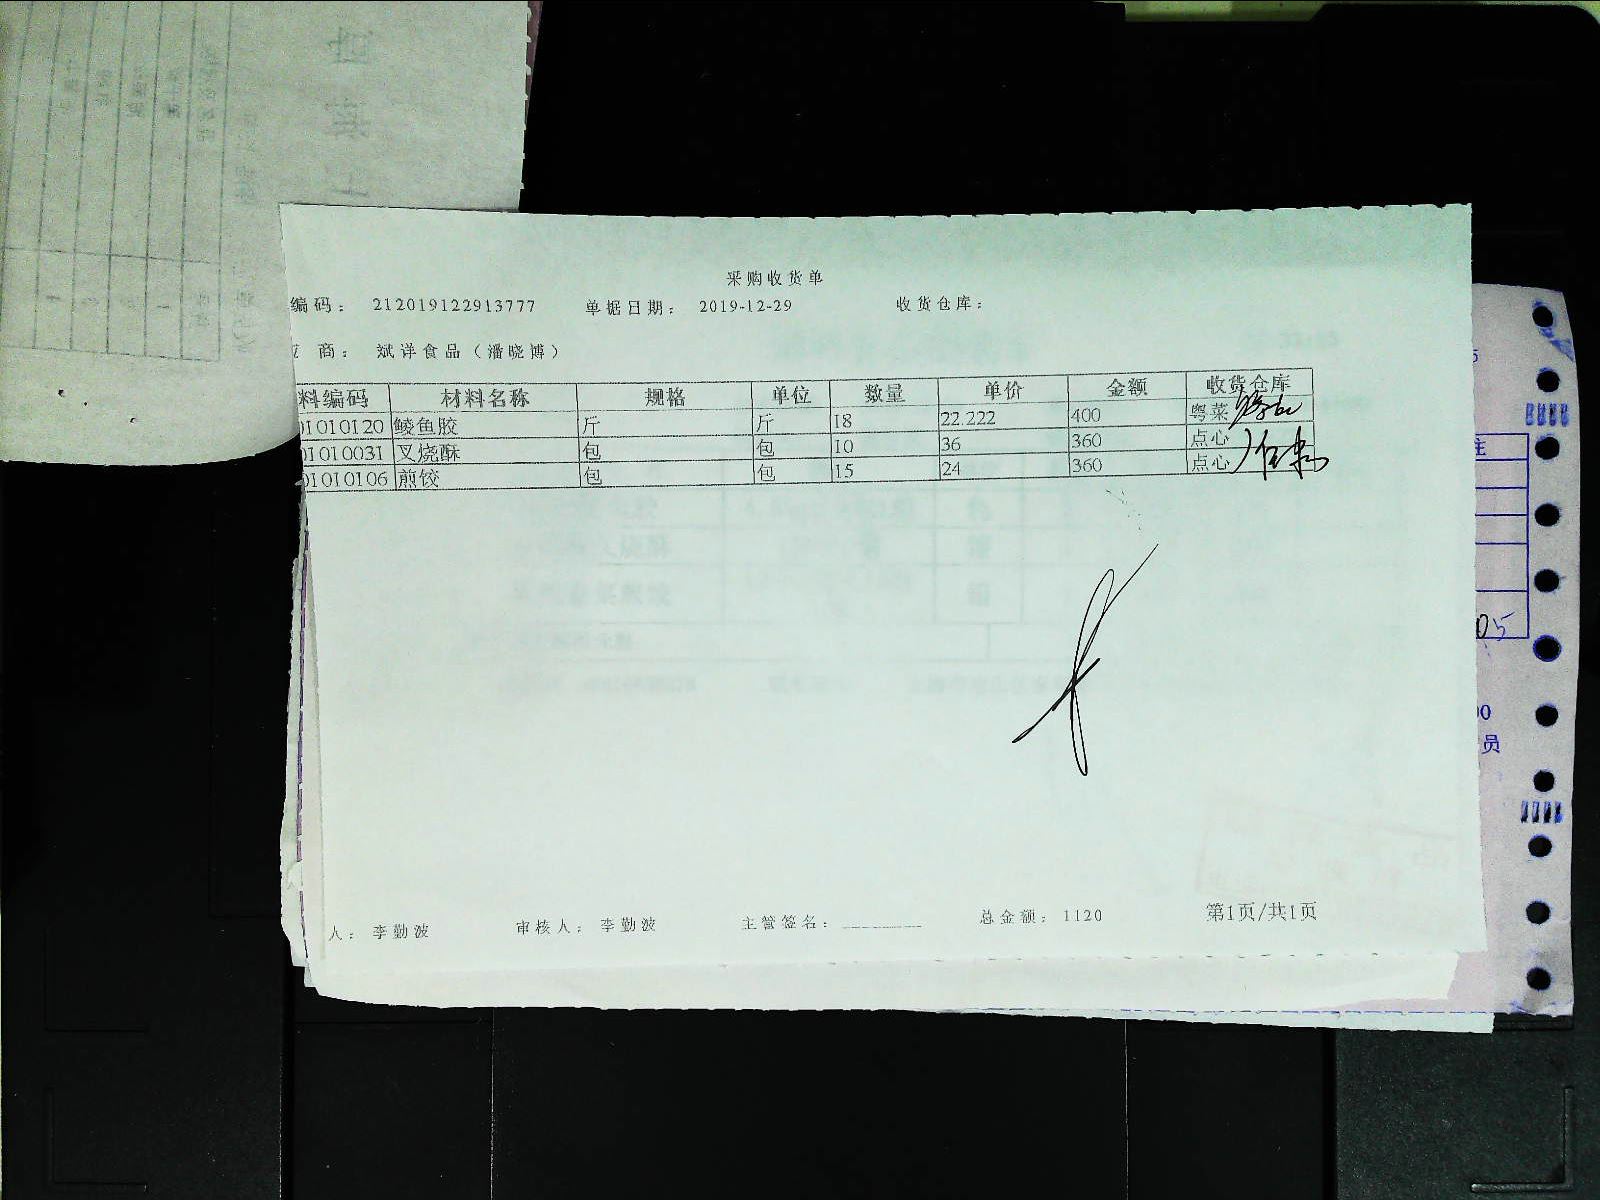 采购收货单
编码： 212019122913777 单据日期： 2019-12-29 收货仓库：
商： 斌洋食品（潘晓博）
料编码 材料名称 规格 单位 数量 单价 金额 收货仓库
01010120 鲮鱼胶 斤 斤 18 22.222 400 粤菜
01010031 叉烧酥 包 包 10 36 360 点心
01010106 煎饺 包 包 15 24 360 点心
人： 李勤波 审核人： 李勤波 主管签名： 总金额： 1120 第1页/共1页
05
00
员